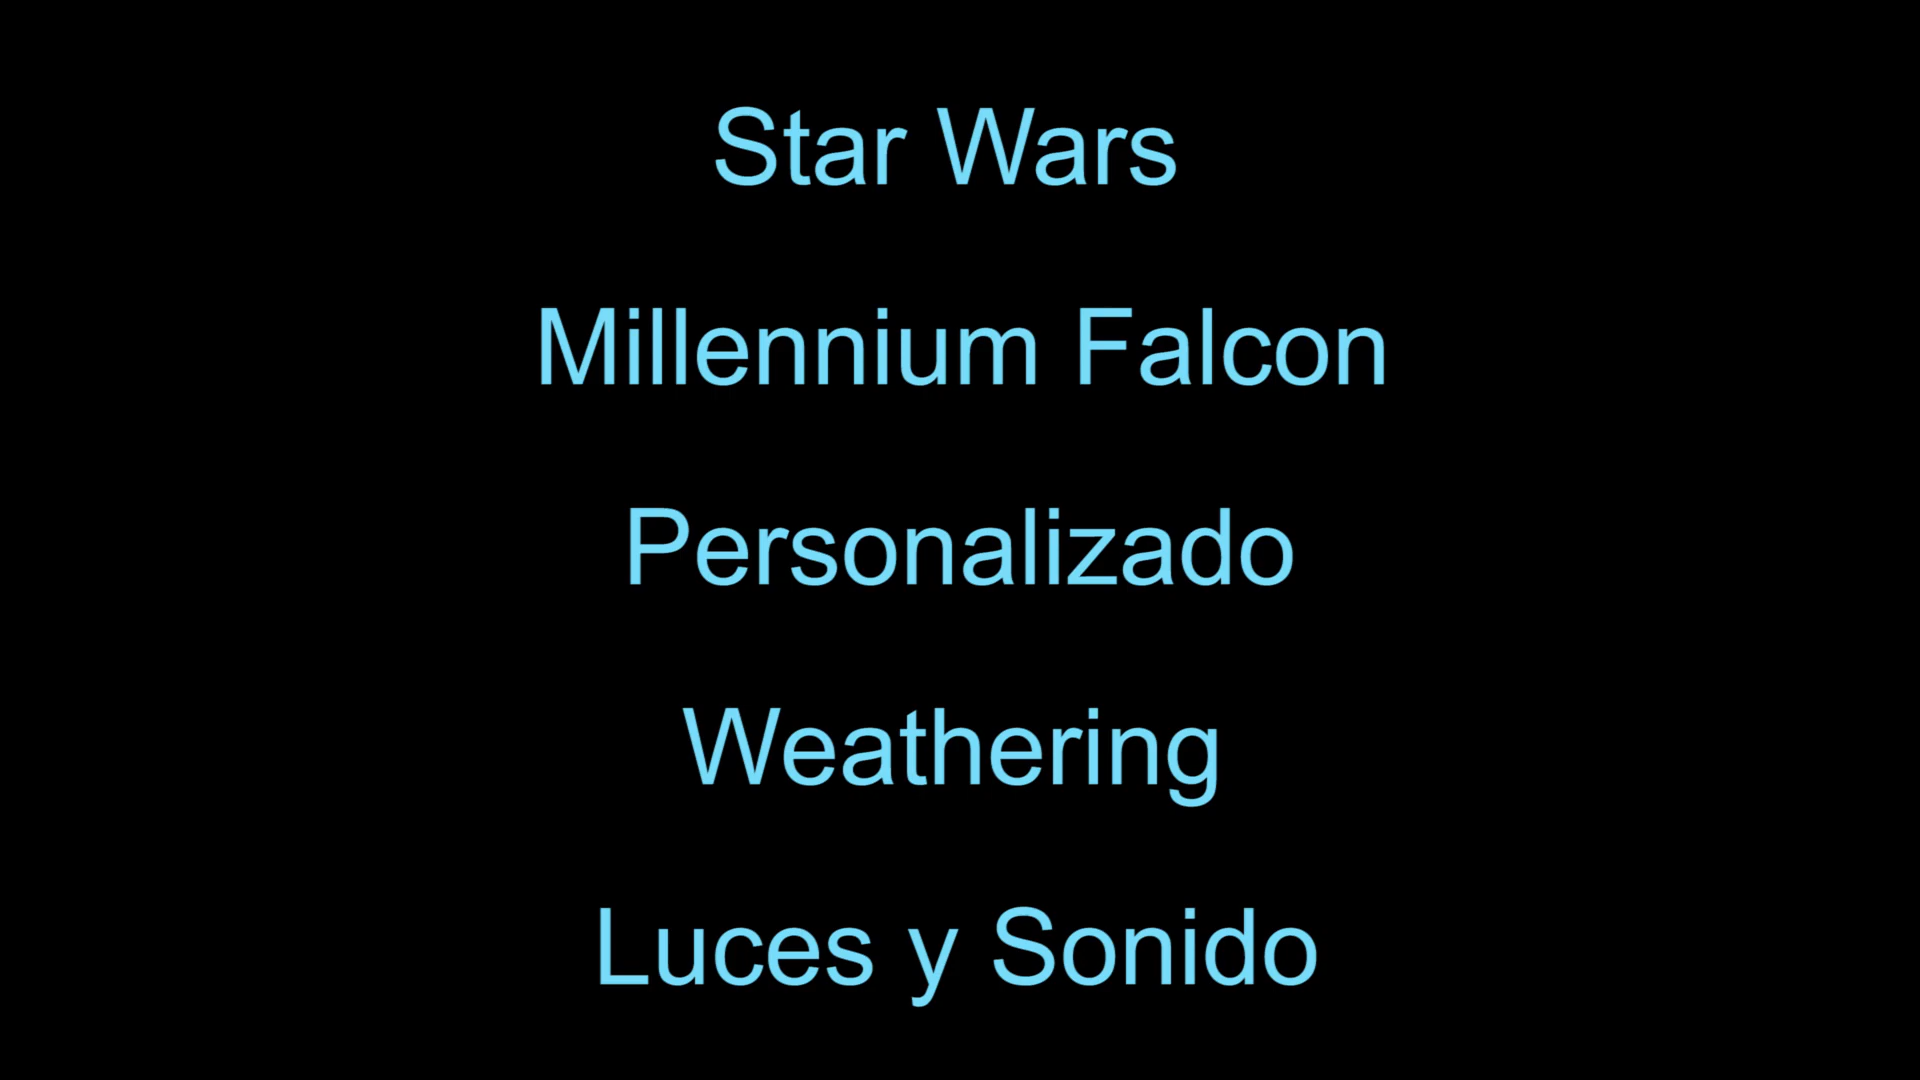 Star Wars
Millennium Falcon
Personalizado
Weathering
Luces y Sonido